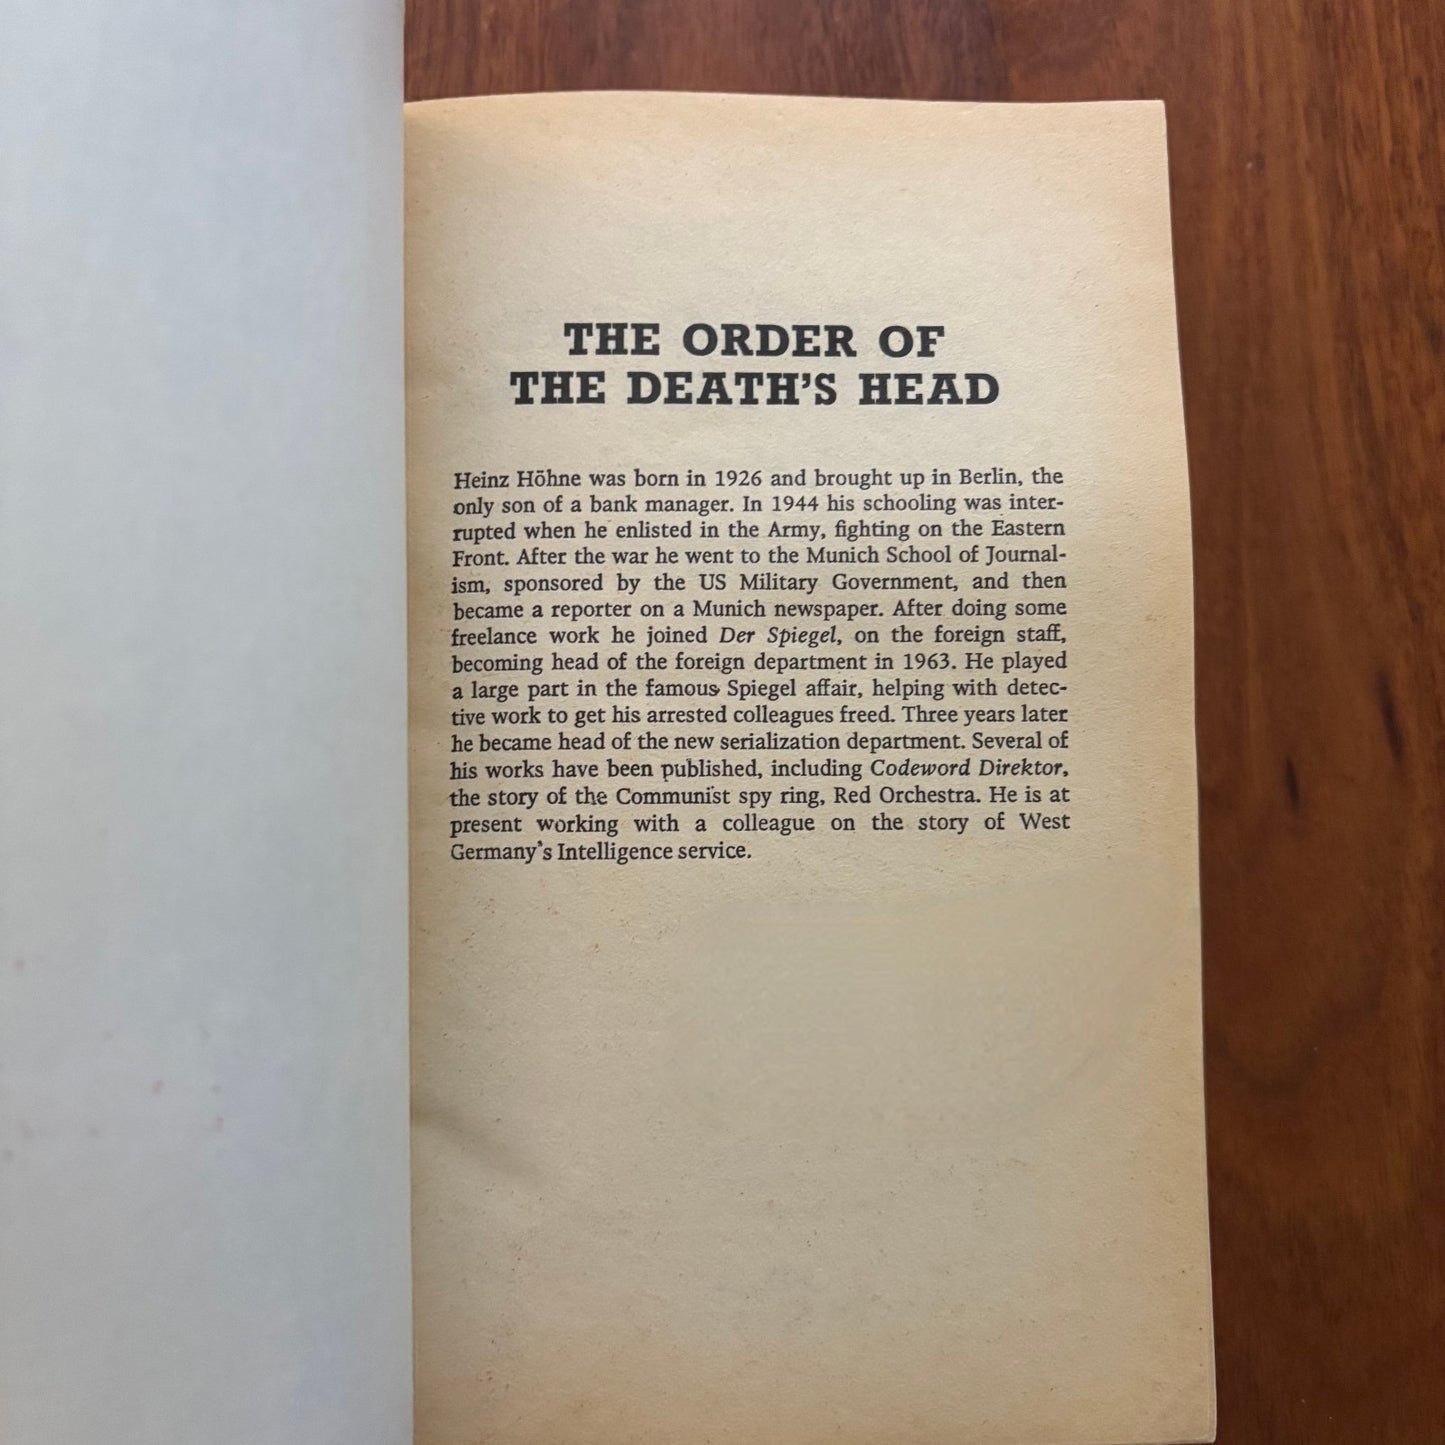 THE ORDER OF
THE DEATH'S HEAD
Heinz Höhne was born in 1926 and brought up in Berlin, the
only son of a bank manager. In 1944 his schooling was inter-
rupted when he enlisted in the Army, fighting on the Eastern
Front. After the war he went to the Munich School of Journal-
ism, sponsored by the US Military Government, and then
became a reporter on a Munich newspaper. After doing some
freelance work he joined Der Spiegel, on the foreign staff,
becoming head of the foreign department in 1963. He played
a large part in the famous Spiegel affair, helping with detec-
tive work to get his arrested colleagues freed. Three years later
he became head of the new serialization department. Several of
his works have been published, including Codeword Direktor,
the story of the Communist spy ring, Red Orchestra. He is at
present working with a colleague on the story of West
Germany's Intelligence service.